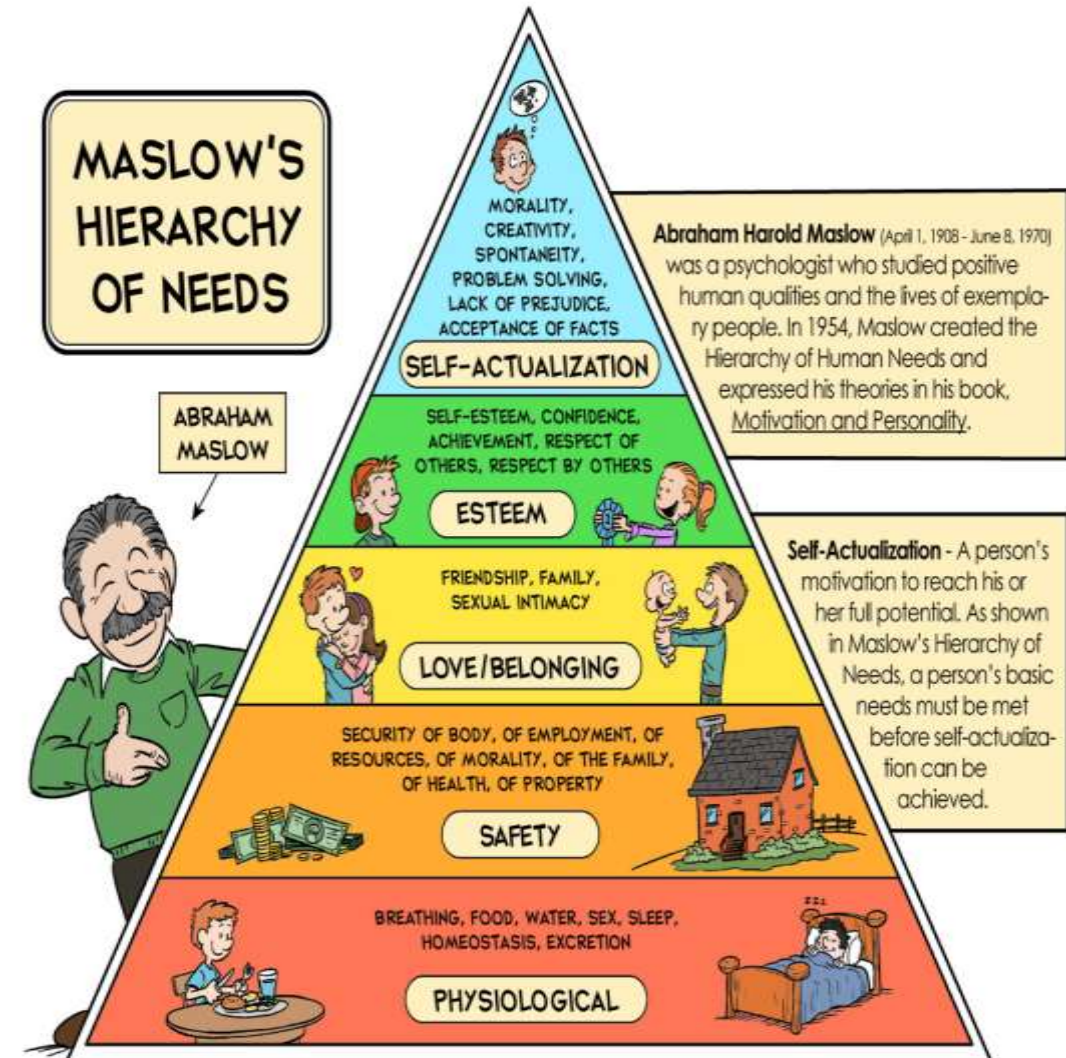 MASLOW'S
HIERARCHY
OF NEEDS
ABRAHAM
MASLOW
MORALITY,
CREATIVITY,
SPONTANEITY,
PROBLEM SOLVING,
LACK OF PREJUDICE,
ACCEPTANCE OF FACTS
SELF-ACTUALIZATION
Abraham Harold Maslow (April 1, 1908 - June 8, 1970)
was a psychologist who studied positive
human qualities and the lives of exempla-
ry people. In 1954, Maslow created the
Hierarchy of Human Needs and
expressed his theories in his book,
Motivation and Personality.
SELF-ESTEEM, CONFIDENCE,
ACHIEVEMENT, RESPECT OF
OTHERS, RESPECT BY OTHERS
ESTEEM
Self-Actualization - A person's
motivation to reach his or
her full potential. As shown
in Maslow's Hierarchy of
Needs, a person's basic
needs must be met
before self-actualiza-
tion can be
achieved.
FRIENDSHIP, FAMILY,
SEXUAL INTIMACY
LOVE/BELONGING
SECURITY OF BODY, OF EMPLOYMENT, OF
RESOURCES, OF MORALITY, OF THE FAMILY,
OF HEALTH, OF PROPERTY
SAFETY
BREATHING, FOOD, WATER, SEX, SLEEP,
HOMEOSTASIS, EXCRETION
PHYSIOLOGICAL
zzz